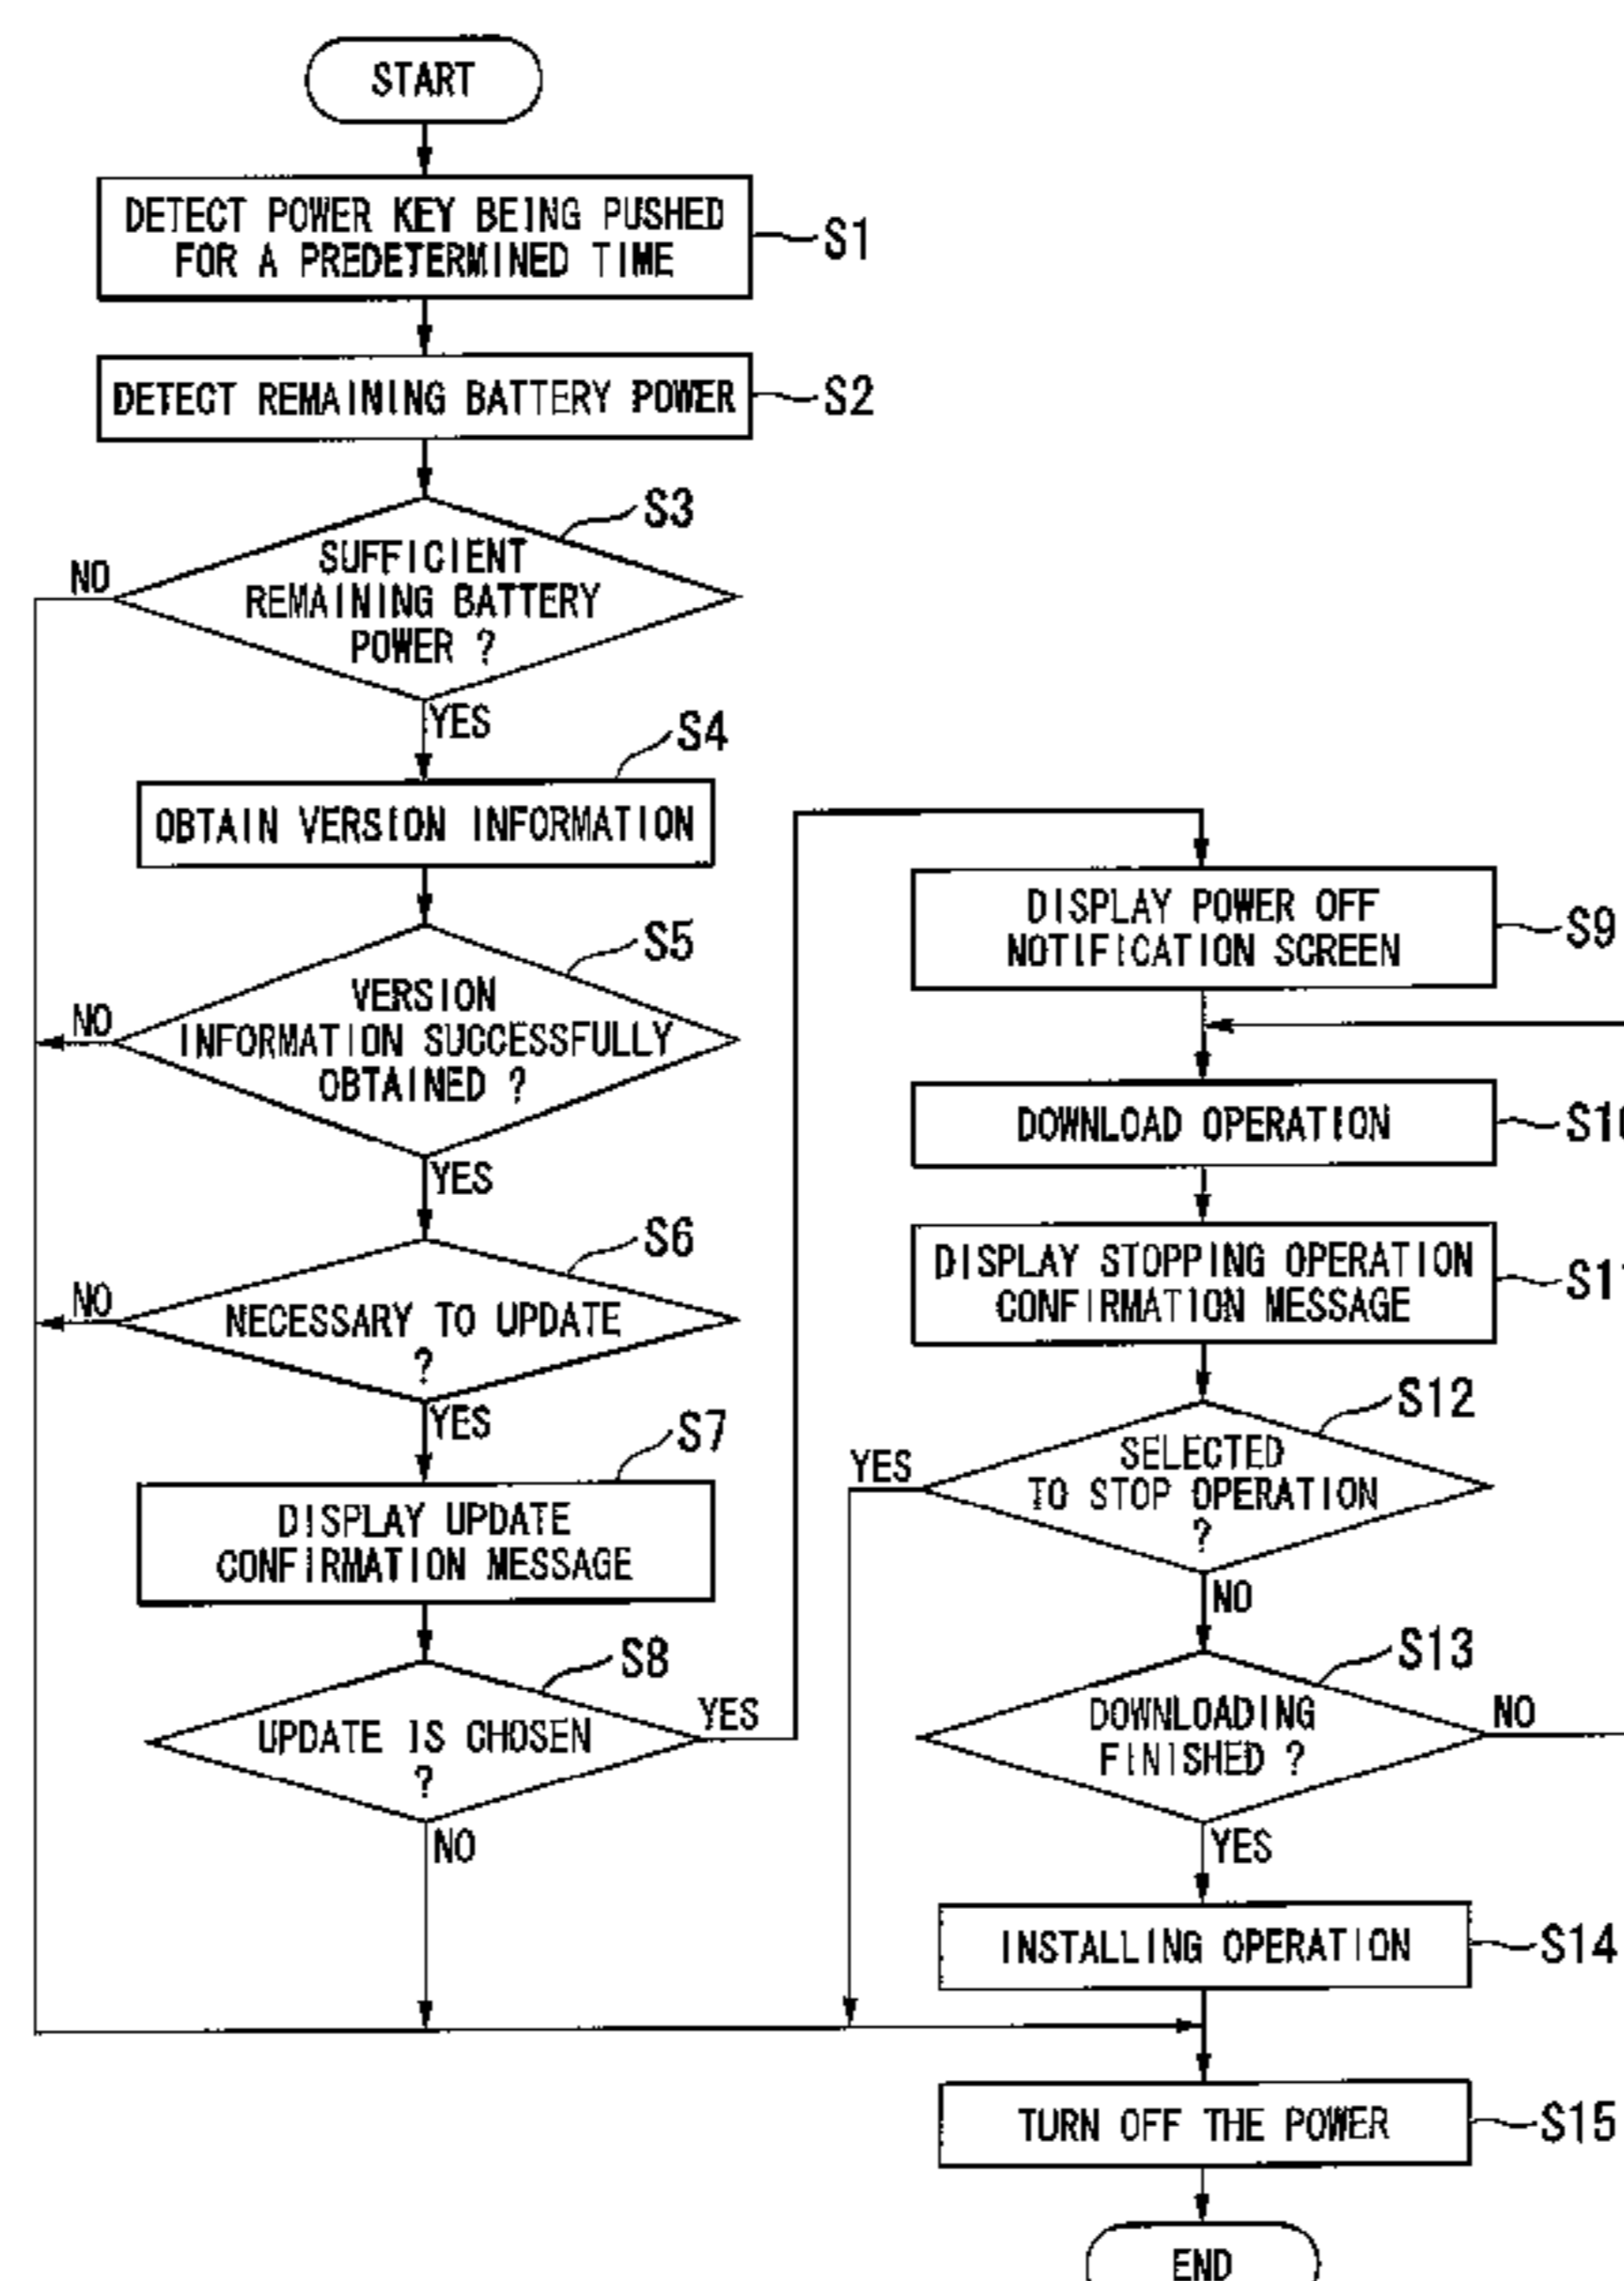 START
DETECT POWER KEY BEING PUSHED
FOR A PREDETERMINED TIME
S1
DETECT REMAINING BATTERY POWER
S2
S3
SUFFICIENT
REMAINING BATTERY
POWER ?
NO
YES
S4
OBTAIN VERSION INFORMATION
S5
VERSION
INFORMATION SUCCESSFULLY
OBTAINED ?
NO
YES
S6
NECESSARY TO UPDATE
?
NO
YES
S7
DISPLAY UPDATE
CONFIRMATION MESSAGE
S8
UPDATE IS CHOSEN
?
YES
NO
DISPLAY POWER OFF
NOTIFICATION SCREEN
S9
DOWNLOAD OPERATION
S10
DISPLAY STOPPING OPERATION
CONFIRMATION MESSAGE
S11
S12
SELECTED
TO STOP OPERATION
?
YES
NO
S13
DOWNLOADING
FINISHED ?
NO
YES
INSTALLING OPERATION
S14
TURN OFF THE POWER
S15
END